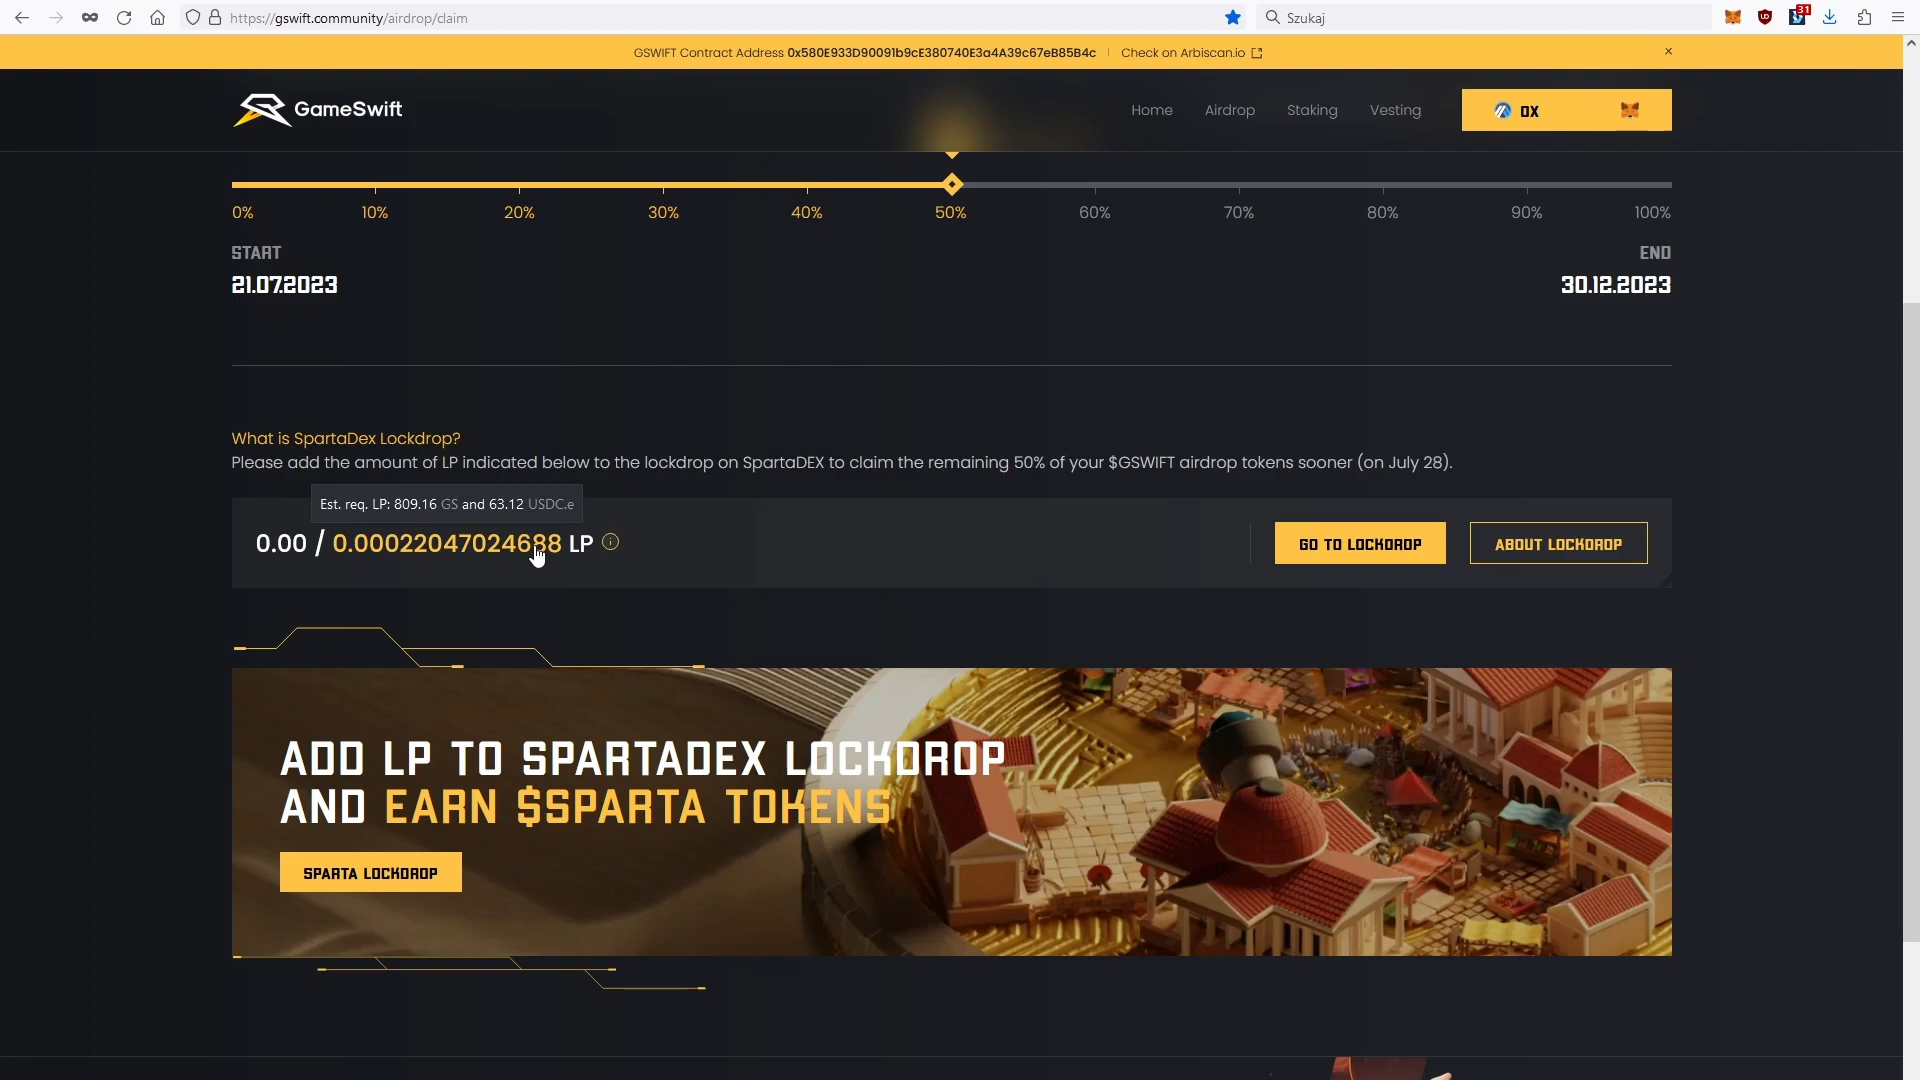 https://gswift.community/airdrop/claim
Szukaj
31
GSWIFT Contract Address 0x580E933D90091b9cE380740E3a4A39c67eB85B4c
Check on Arbiscan.io
GameSwift
Home
Airdrop
Staking
Vesting
0X
0%
10%
20%
30%
40%
50%
60%
70%
80%
90%
100%
START
END
21.07.2023
30.12.2023
What is SpartaDex Lockdrop?
Please add the amount of LP indicated below to the lockdrop on SpartaDEX to claim the remaining 50% of your $GSWIFT airdrop tokens sooner (on July 28).
Est. req. LP: 809.16 GS and 63.12 USDC.e
0.00 / 0.00022047024688 LP
GO TO LOCKDROP
ABOUT LOCKDROP
ADD LP TO SPARTADEX LOCKDROP
AND EARN $SPARTA TOKENS
SPARTA LOCKDROP